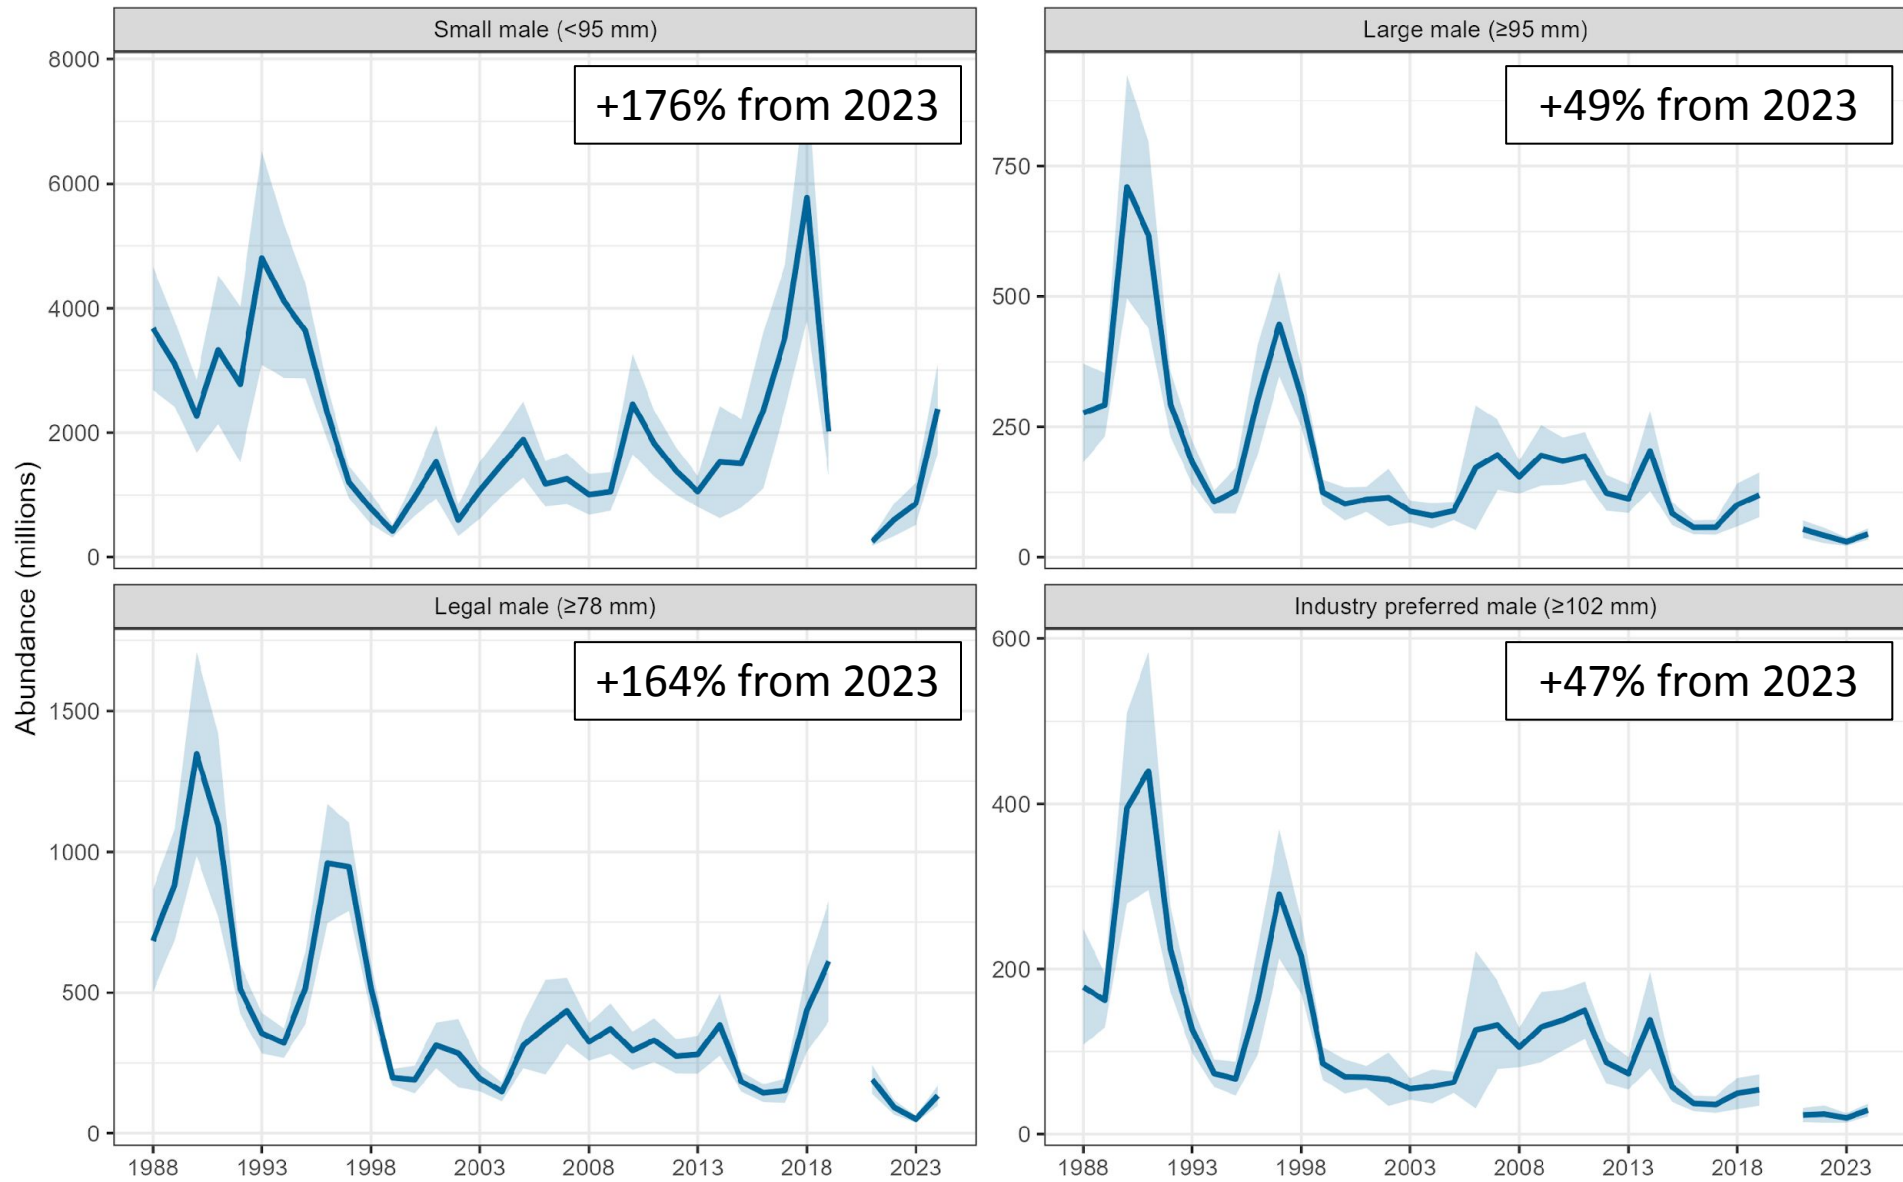 Small male (<95 mm)
8000
6000
4000
2000
0
+176% from 2023
Large male (≥95 mm)
750
500
250
0
+49% from 2023
Abundance (millions)
Legal male (≥78 mm)
1500
1000
500
0
+164% from 2023
1988 1993 1998 2003 2008 2013 2018 2023
Industry preferred male (≥102 mm)
600
400
200
0
+47% from 2023
1988 1993 1998 2003 2008 2013 2018 2023